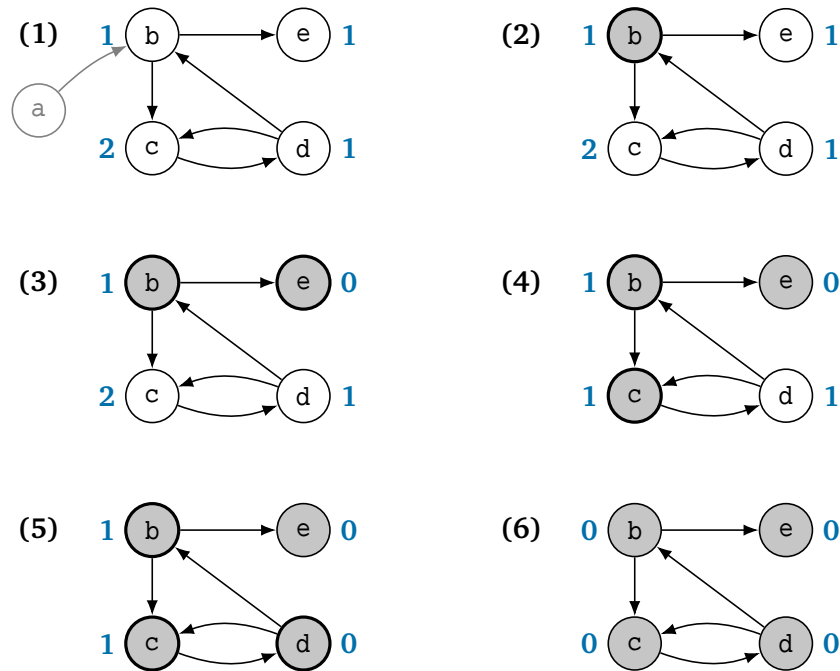 (1) 1 b e 1
a
2 c d 1
(2) 1 b e 1
2 c d 1
(3) 1 b e 0
2 c d 1
(4) 1 b e 0
1 c d 1
(5) 1 b e 0
1 c d 0
(6) 0 b e 0
0 c d 0